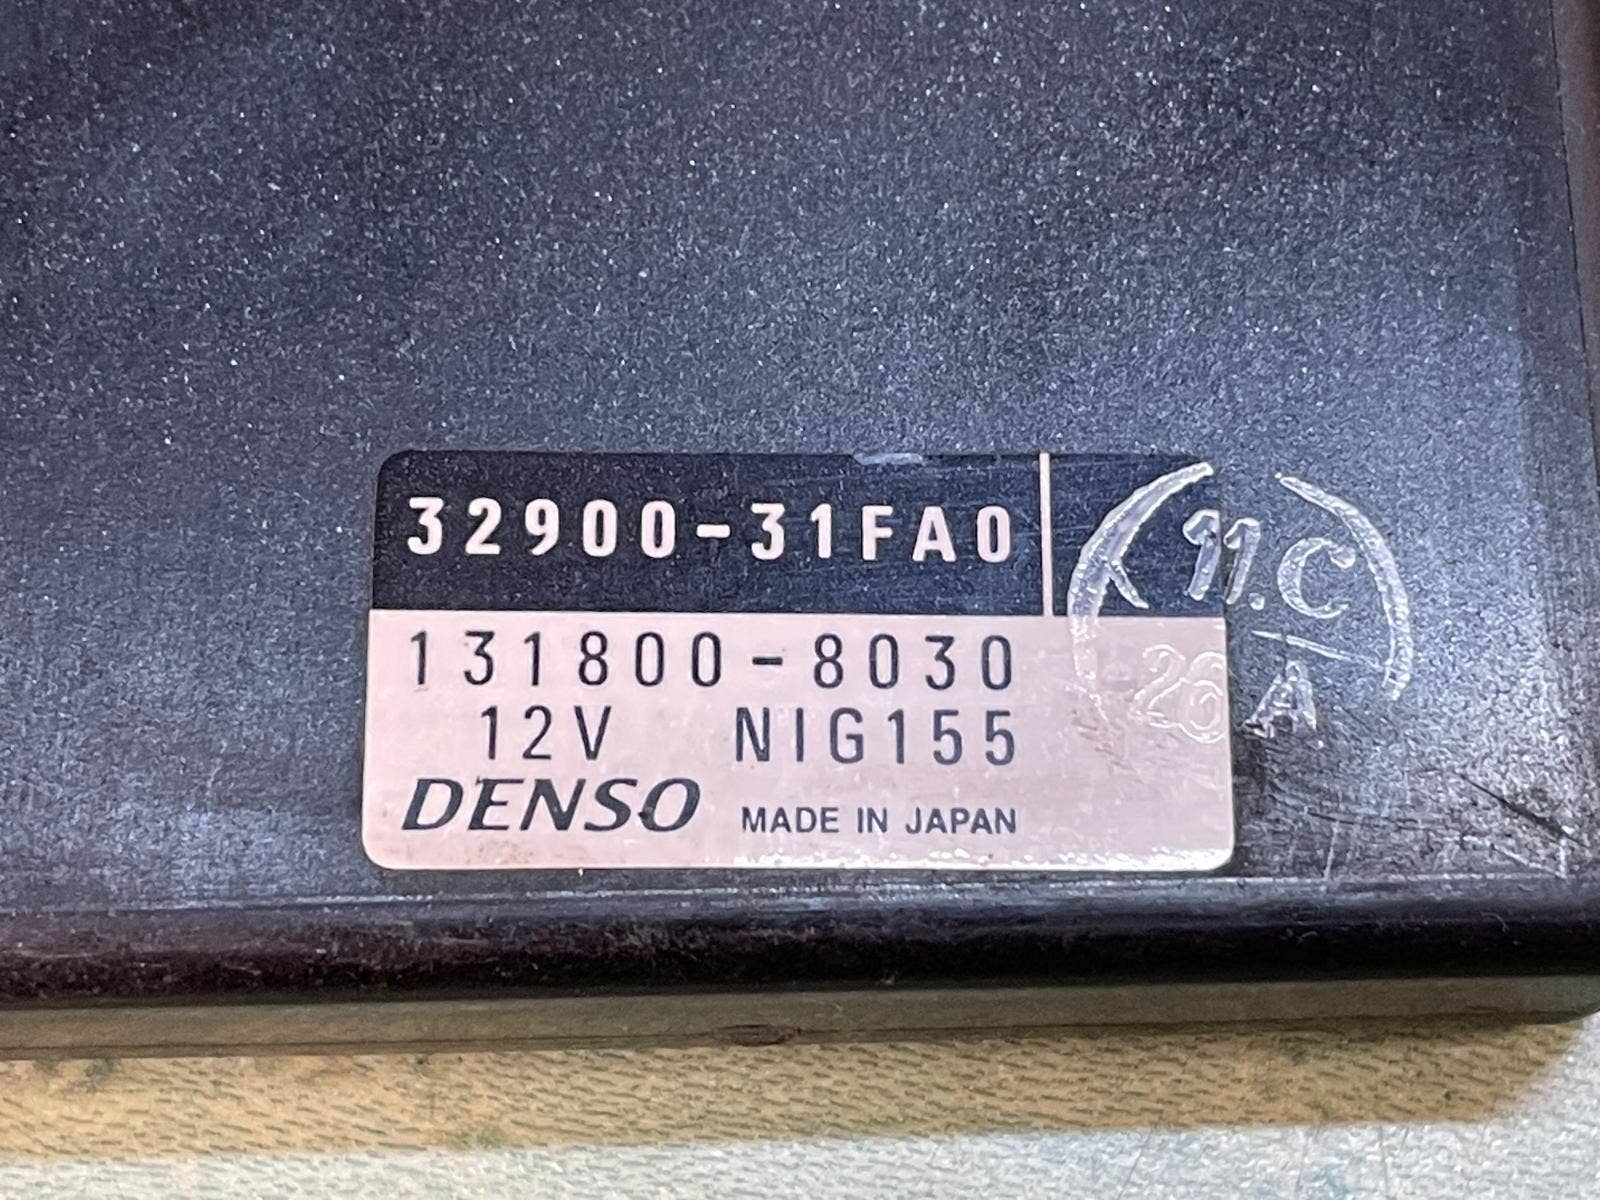 32900-31FA0
131800-8030
12V NIG155
DENSO MADE IN JAPAN
11.C
26 A